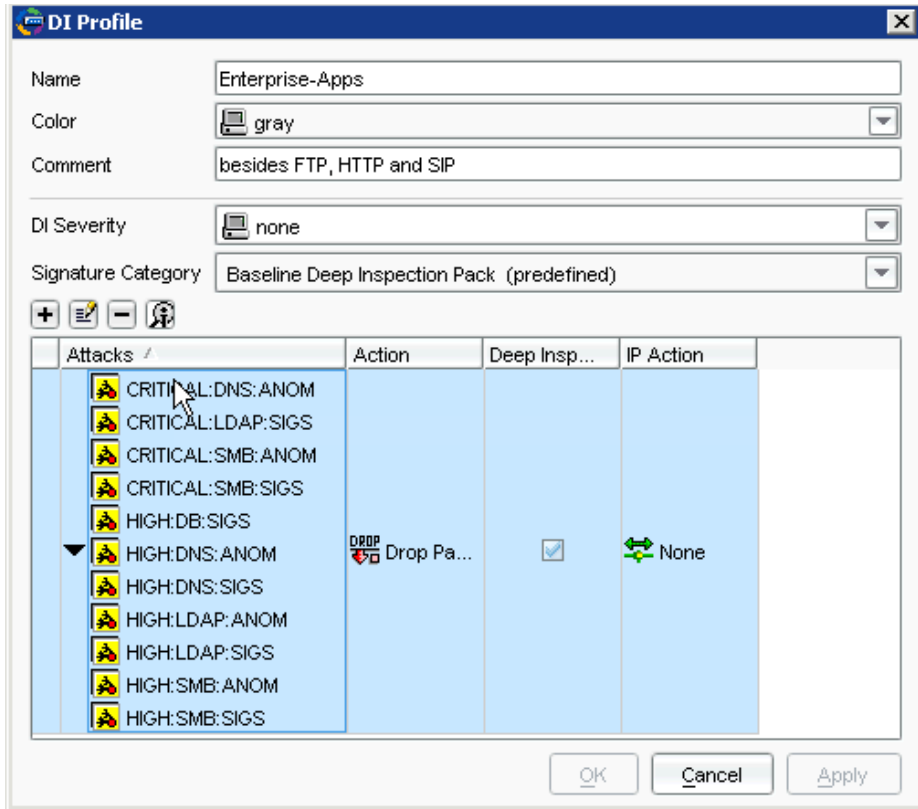 DI Profile
Name Enterprise-Apps
Color gray
Comment besides FTP, HTTP and SIP
DI Severity none
Signature Category Baseline Deep Inspection Pack (predefined)
Attacks Action Deep Insp... IP Action
CRITICAL:DNS:ANOM
CRITICAL:LDAP:SIGS
CRITICAL:SMB:ANOM
CRITICAL:SMB:SIGS
HIGH:DB:SIGS
HIGH:DNS:ANOM DROP Drop Pa... None
HIGH:DNS:SIGS
HIGH:LDAP:ANOM
HIGH:LDAP:SIGS
HIGH:SMB:ANOM
HIGH:SMB:SIGS
OK Cancel Apply